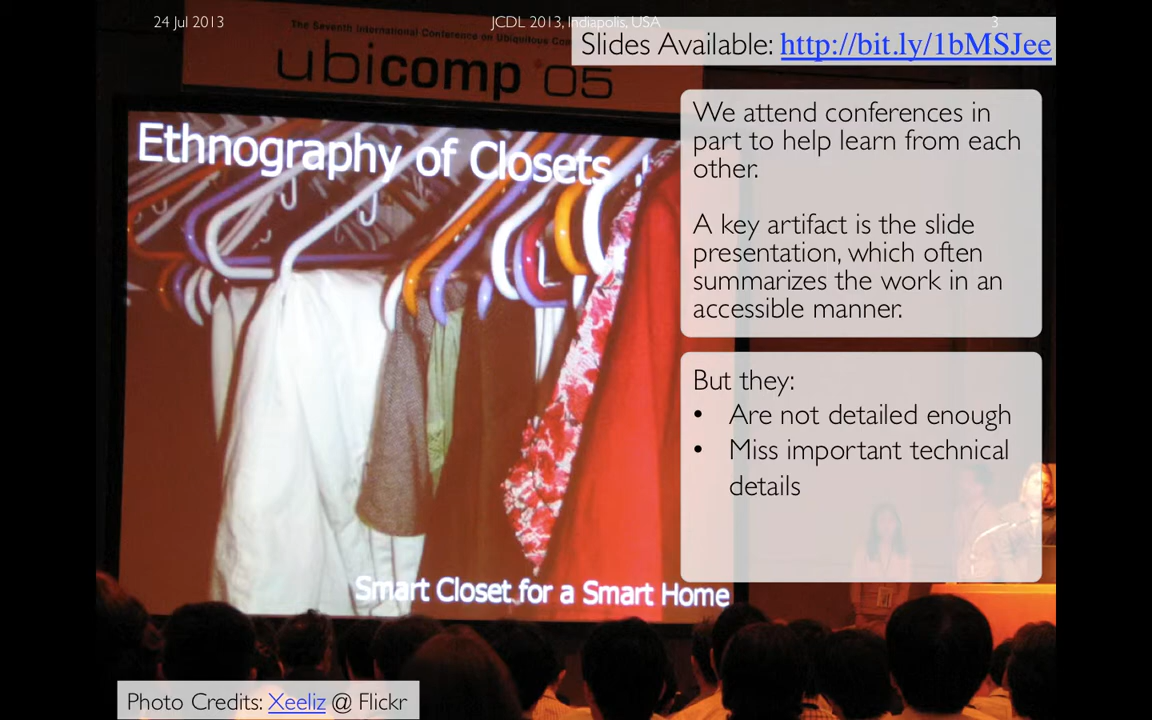 24 Jul 2013
JCDL 2013, Indiapolis, USA
3
The Seventh International Conference on Ubiquitous Com
Slides Available: http://bit.ly/1bMSJee
ubicomp 05
Ethnography of Closets
We attend conferences in
part to help learn from each
other.
A key artifact is the slide
presentation, which often
summarizes the work in an
accessible manner.
But they:
• Are not detailed enough
• Miss important technical
details
Smart Closet for a Smart Home
Photo Credits: Xeeliz @ Flickr